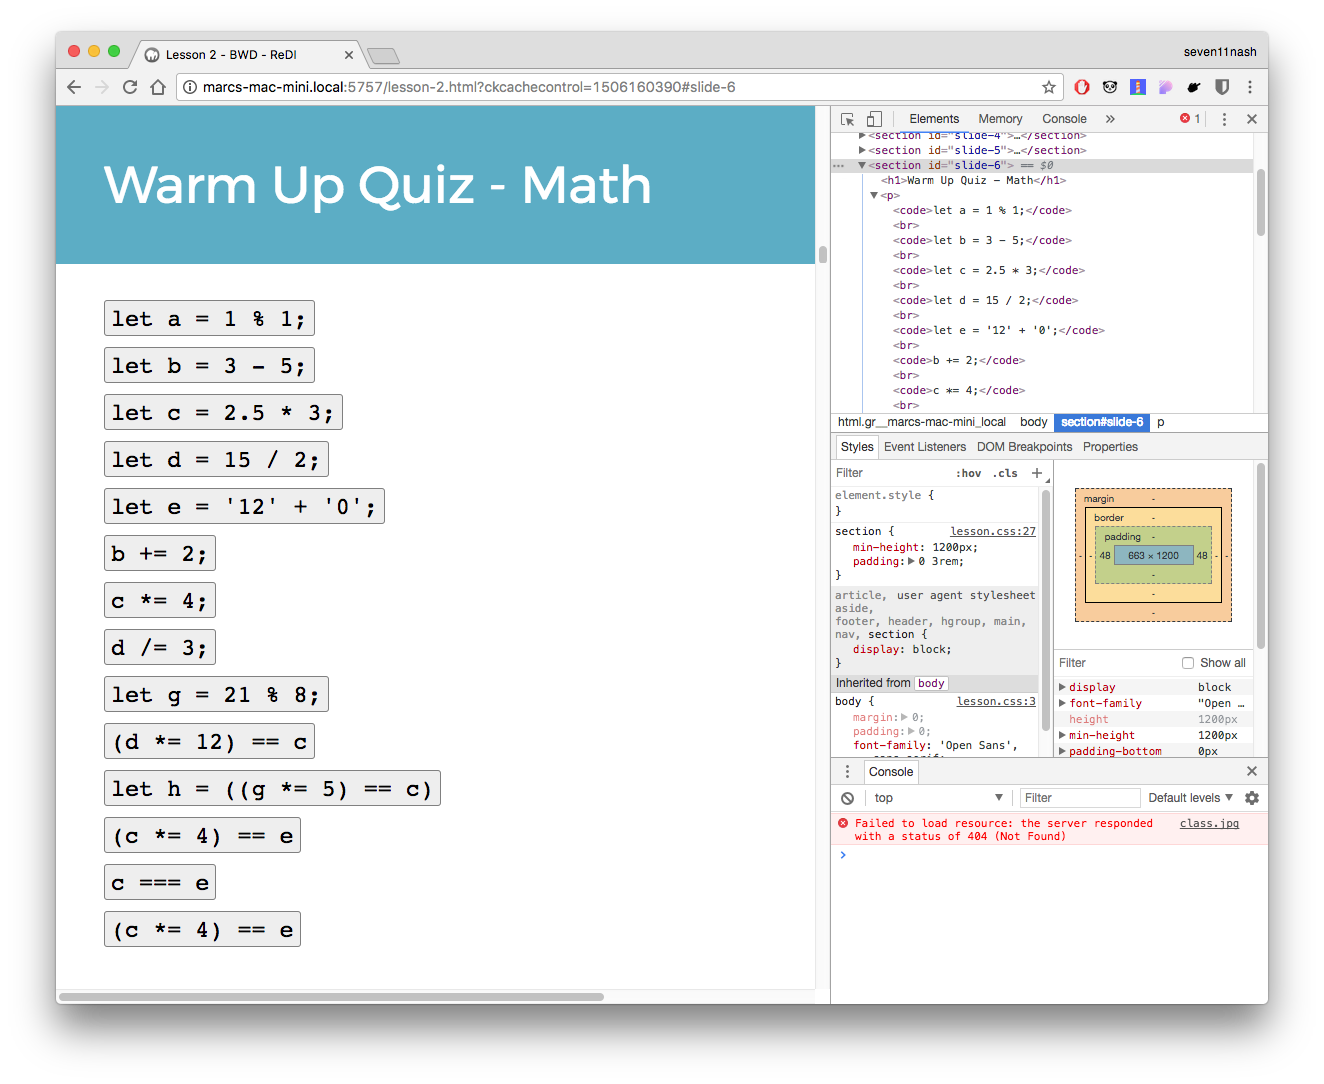 Lesson 2 - BWD - ReDI
seven11nash
marcs-mac-mini.local:5757/lesson-2.html?ckcachecontrol=1506160390#slide-6
Warm Up Quiz - Math
let a = 1 % 1;
let b = 3 - 5;
let c = 2.5 * 3;
let d = 15 / 2;
let e = '12' + '0';
b += 2;
c *= 4;
d /= 3;
let g = 21 % 8;
(d *= 12) == c
let h = ((g *= 5) == c)
(c *= 4) == e
c === e
(c *= 4) == e
Elements Memory Console » 1
<section id="slide-4">…</section>
<section id="slide-5">…</section>
… <section id="slide-6"> == $0
<h1>Warm Up Quiz - Math</h1>
<p>
<code>let a = 1 % 1;</code>
<br>
<code>let b = 3 - 5;</code>
<br>
<code>let c = 2.5 * 3;</code>
<br>
<code>let d = 15 / 2;</code>
<br>
<code>let e = '12' + '0';</code>
<br>
<code>b += 2;</code>
<br>
<code>c *= 4;</code>
<br>
html.gr__marcs-mac-mini_local body section#slide-6 p
Styles Event Listeners DOM Breakpoints Properties
Filter :hov .cls +
element.style {
}
section { lesson.css:27
min-height: 1200px;
padding: 0 3rem;
}
article, user agent stylesheet
aside,
footer, header, hgroup, main,
nav, section {
display: block;
}
Inherited from body
body { lesson.css:3
margin: 0;
padding: 0;
font-family: 'Open Sans',
margin -
border -
padding -
- - 48 663 × 1200 48 - -
-
-
-
Filter Show all
display block
font-family "Open …
height 1200px
min-height 1200px
padding-bottom 0px
Console
top Filter Default levels
Failed to load resource: the server responded class.jpg
with a status of 404 (Not Found)